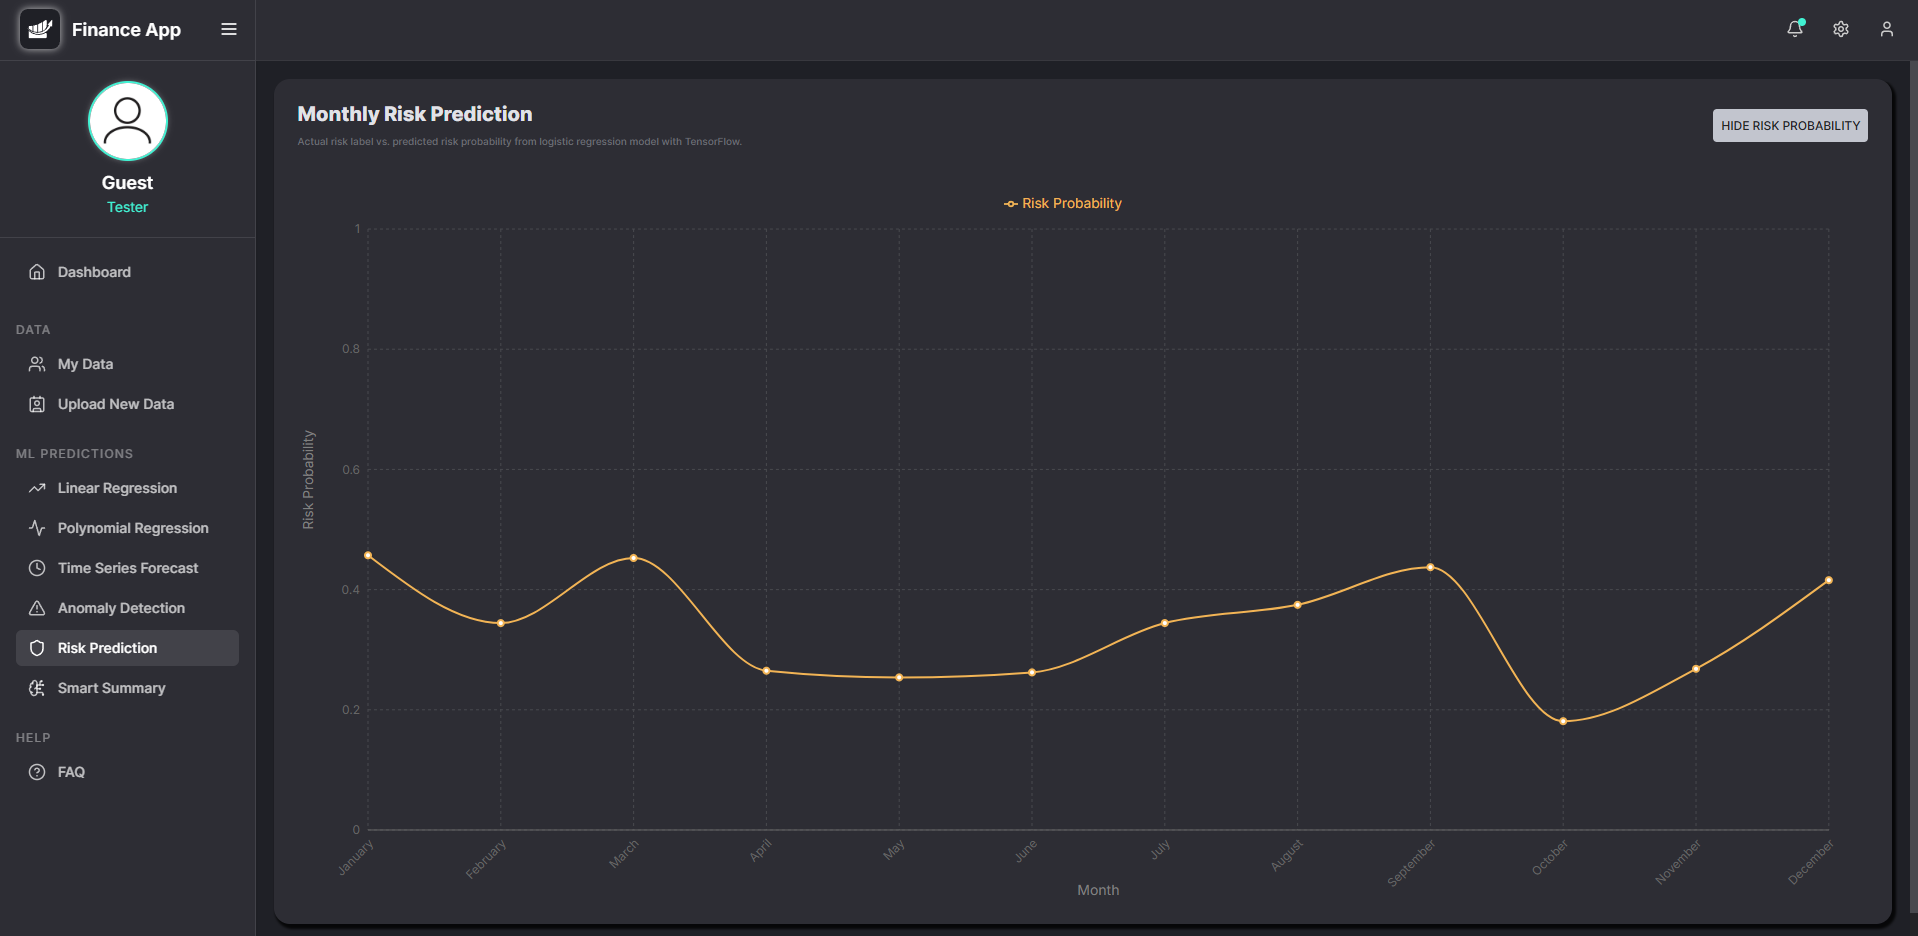 Finance App
Guest
Tester
Dashboard
DATA
My Data
Upload New Data
ML PREDICTIONS
Linear Regression
Polynomial Regression
Time Series Forecast
Anomaly Detection
Risk Prediction
Smart Summary
HELP
FAQ
Monthly Risk Prediction
Actual risk label vs. predicted risk probability from logistic regression model with TensorFlow.
HIDE RISK PROBABILITY
Risk Probability
1
0.8
0.6
0.4
0.2
0
Risk Probability
January
February
March
April
May
June
July
August
September
October
November
December
Month